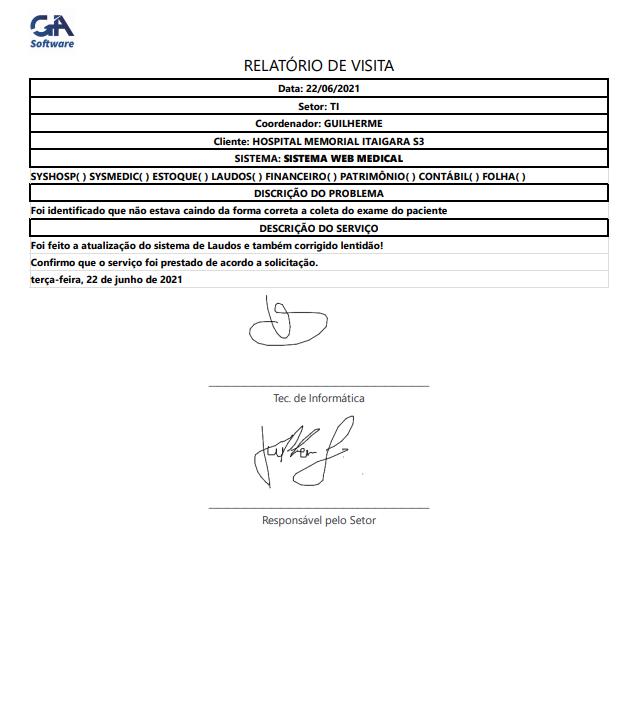 GA
Software
RELATÓRIO DE VISITA
Data: 22/06/2021
Setor: TI
Coordenador: GUILHERME
Cliente: HOSPITAL MEMORIAL ITAIGARA S3
SISTEMA: SISTEMA WEB MEDICAL
SYSHOSP( ) SYSMEDIC( ) ESTOQUE( ) LAUDOS( ) FINANCEIRO( ) PATRIMÔNIO( ) CONTÁBIL( ) FOLHA( )
DISCRIÇÃO DO PROBLEMA
Foi identificado que não estava caindo da forma correta a coleta do exame do paciente
DESCRIÇÃO DO SERVIÇO
Foi feito a atualização do sistema de Laudos e também corrigido lentidão!
Confirmo que o serviço foi prestado de acordo a solicitação.
terça-feira, 22 de junho de 2021
Tec. de Informática
Responsável pelo Setor